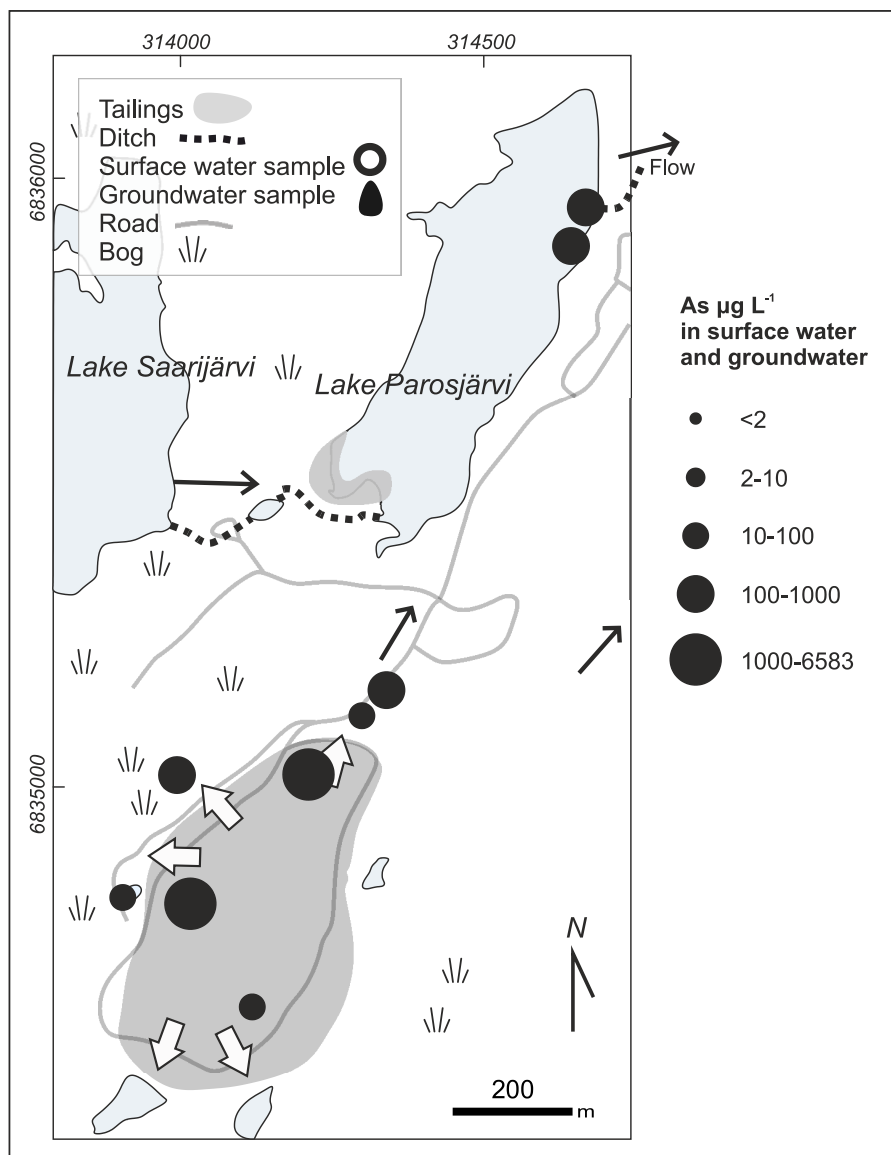 314000
314500
Tailings
Ditch
Surface water sample
Groundwater sample
Road
Bog
6836000
Flow
As µg L⁻¹
in surface water
and groundwater
Lake Saarijärvi
Lake Parosjärvi
<2
2-10
10-100
100-1000
1000-6583
6835000
N
200
m